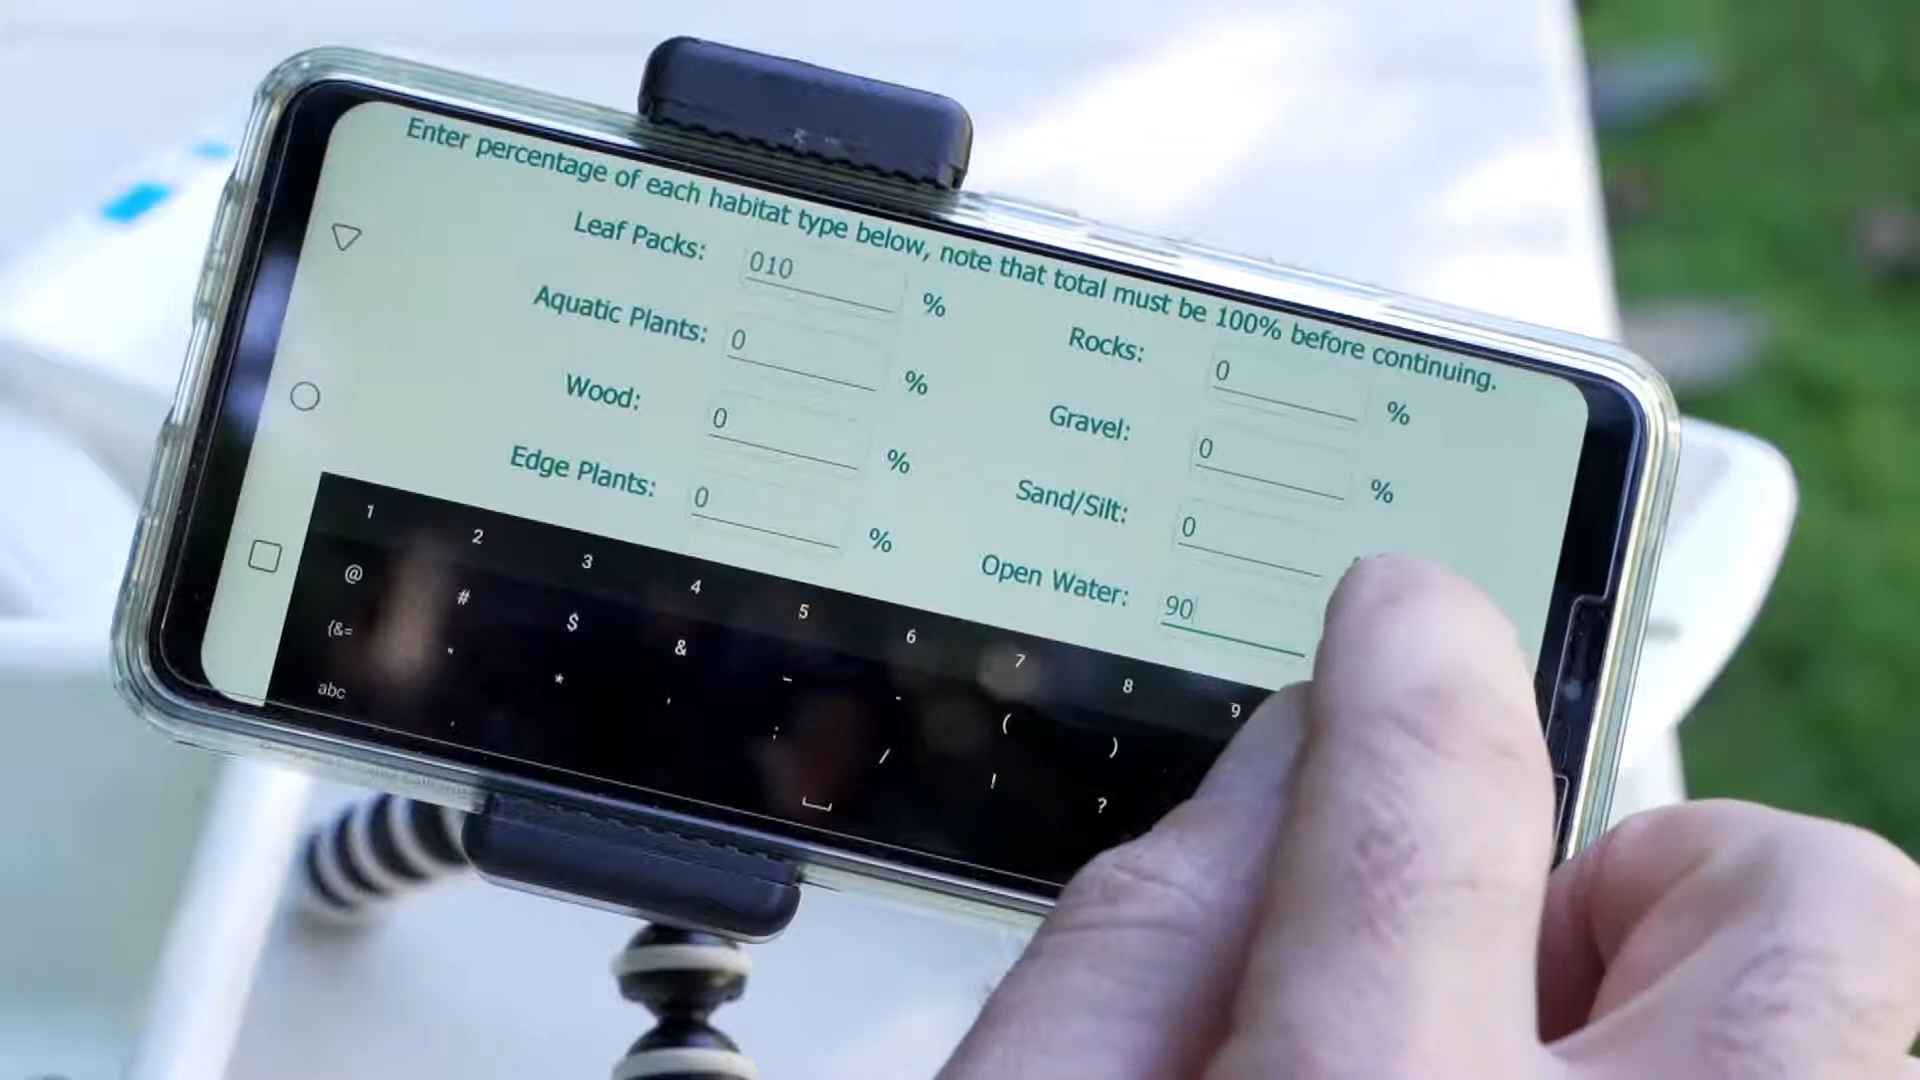 Enter percentage of each habitat type below, note that total must be 100% before continuing.
Leaf Packs: 010 %
Aquatic Plants: 0 %
Wood: 0 %
Edge Plants: 0 %
Rocks: 0 %
Gravel: 0 %
Sand/Silt: 0
Open Water: 90
1 2 3 4 5 6 7 8 9
@ # $ & _ - ( )
{&= " * ' : / ! ?
abc ,